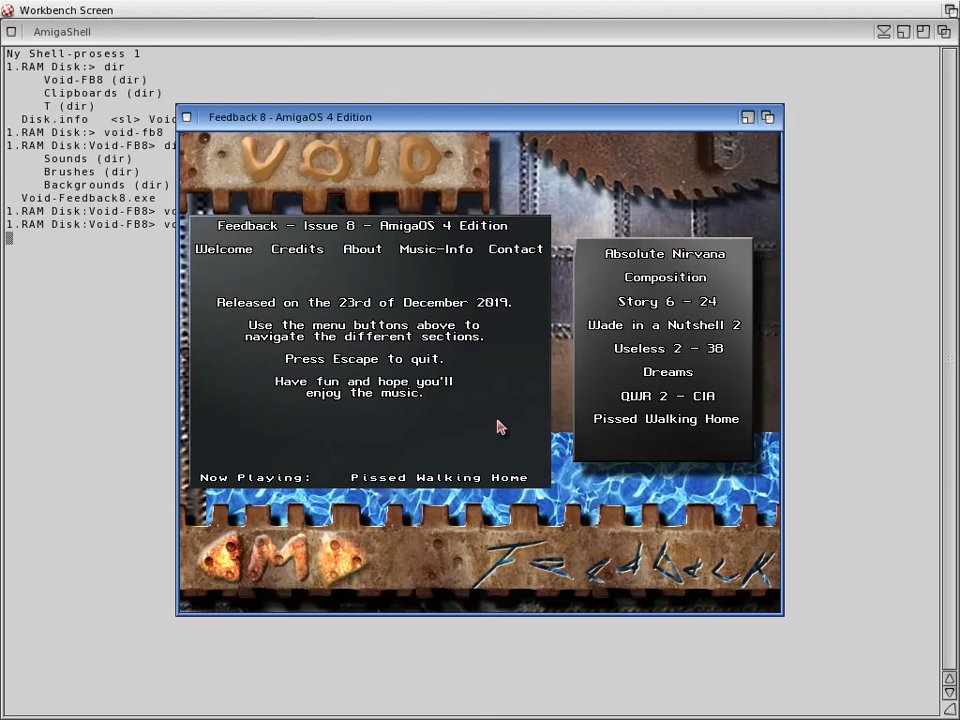 Workbench Screen
AmigaShell
Ny Shell-prosess 1
1.RAM Disk:> dir
Void-FB8 (dir)
Clipboards (dir)
T (dir)
Disk.info <sl> Void
1.RAM Disk:> void-fb8
1.RAM Disk:Void-FB8> di
Sounds (dir)
Brushes (dir)
Backgrounds (dir)
Void-Feedback8.exe
1.RAM Disk:Void-FB8> vo
1.RAM Disk:Void-FB8> vo
Feedback 8 - AmigaOS 4 Edition
VOID
Feedback - Issue 8 - AmigaOS 4 Edition
Welcome Credits About Music-Info Contact
Released on the 23rd of December 2019.
Use the menu buttons above to
navigate the different sections.
Press Escape to quit.
Have fun and hope you'll
enjoy the music.
Now Playing: Pissed Walking Home
Absolute Nirvana
Composition
Story 6 - 24
Wade in a Nutshell 2
Useless 2 - 38
Dreams
QWR 2 - CIA
Pissed Walking Home
Feedback